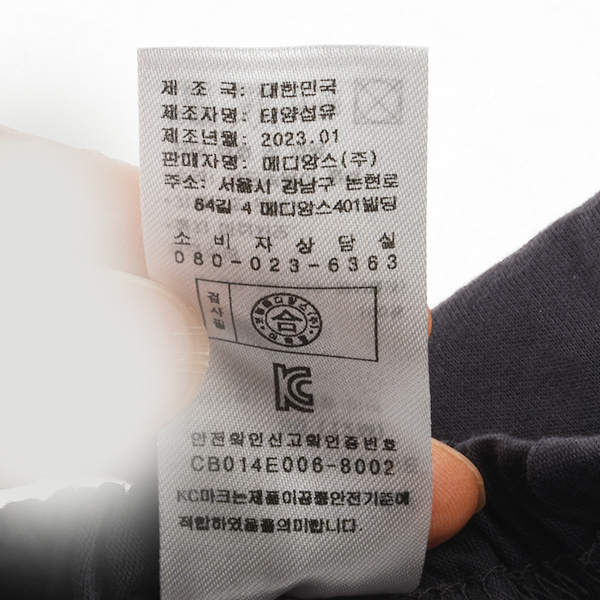 제 조 국: 대한민국
제조자명: 태양섬유
제조년월: 2023.01
판매자명: 메디앙스(주)
주소: 서울시 강남구 논현로
64길 4 메디앙스401빌딩
소 비 자 상 담 실
080-023-6363
검사필
合
KC
안전확인신고확인증번호
CB014E006-8002
KC마크는제품이공통안전기준에
적합하였음을의미합니다.